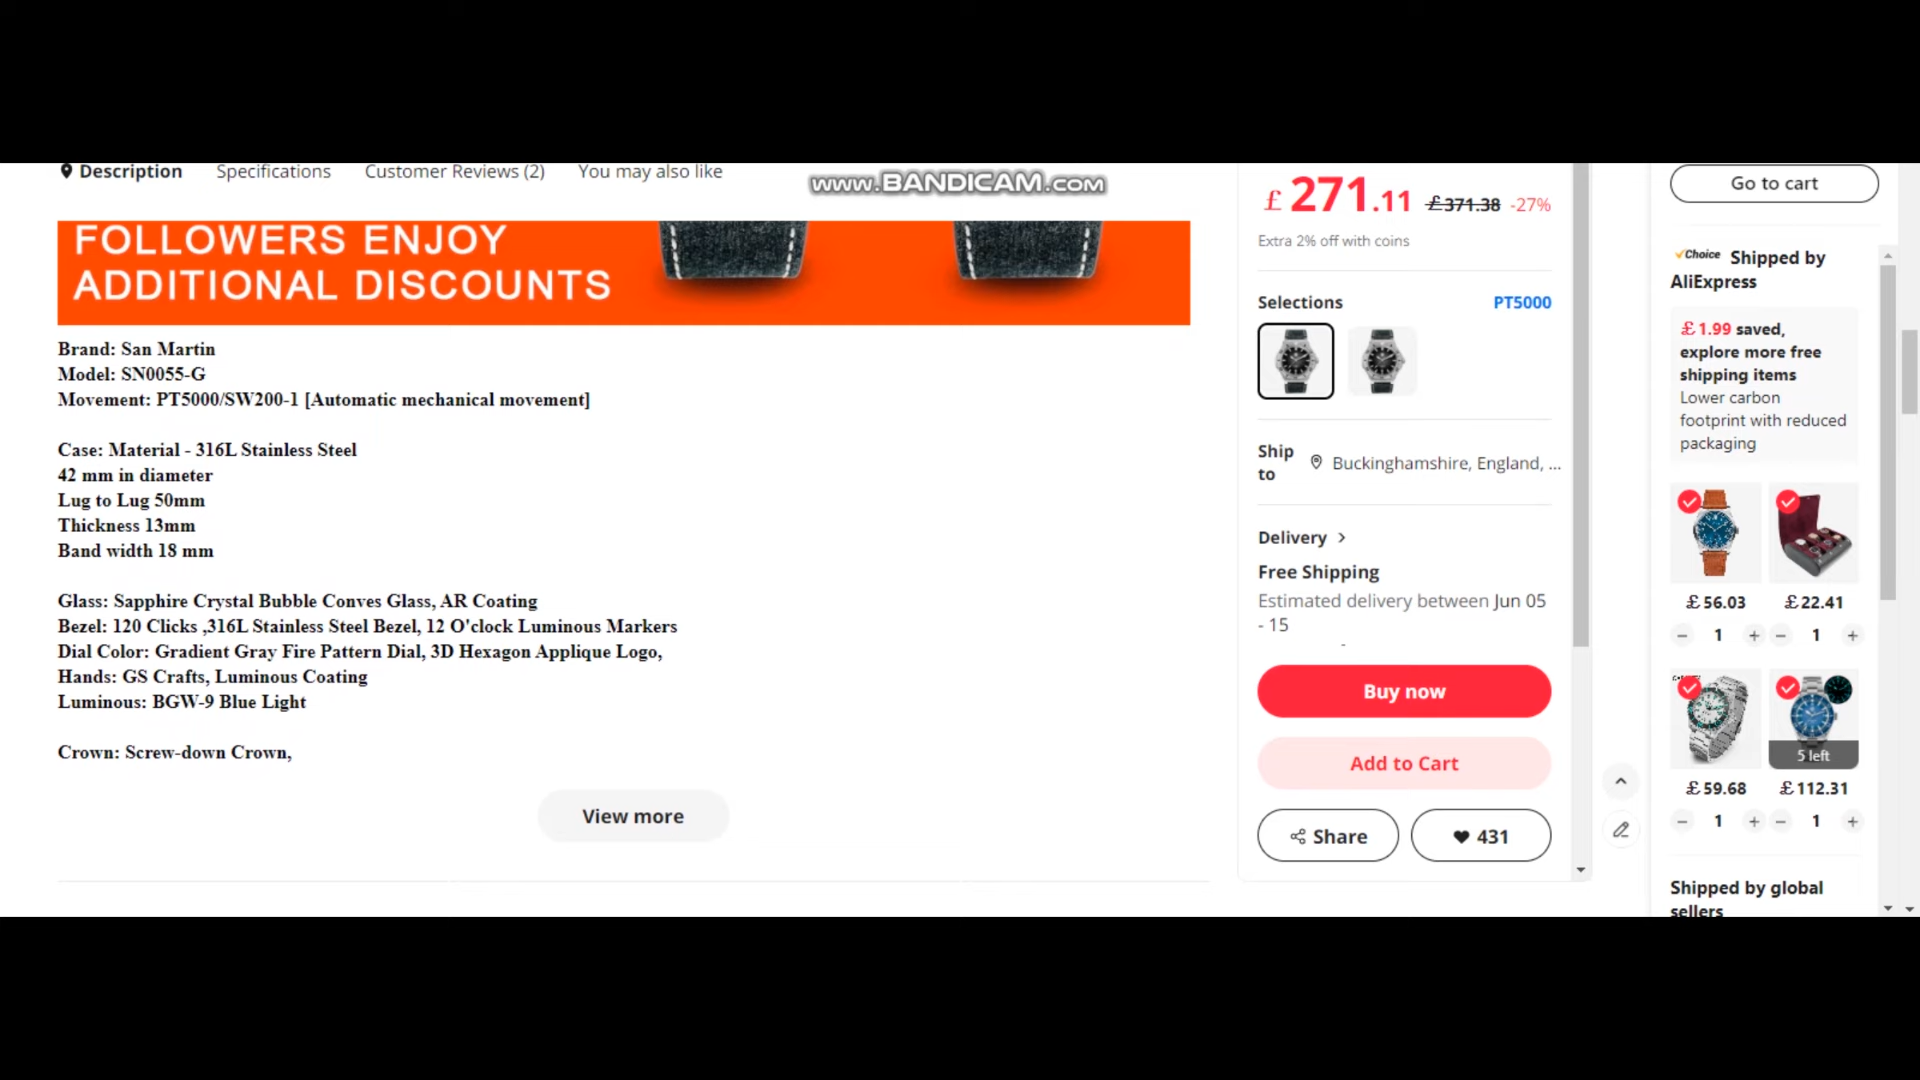 Description Specifications Customer Reviews (2) You may also like
www.BANDICAM.com
FOLLOWERS ENJOY
ADDITIONAL DISCOUNTS
Brand: San Martin
Model: SN0055-G
Movement: PT5000/SW200-1 [Automatic mechanical movement]
Case: Material - 316L Stainless Steel
42 mm in diameter
Lug to Lug 50mm
Thickness 13mm
Band width 18 mm
Glass: Sapphire Crystal Bubble Conves Glass, AR Coating
Bezel: 120 Clicks ,316L Stainless Steel Bezel, 12 O'clock Luminous Markers
Dial Color: Gradient Gray Fire Pattern Dial, 3D Hexagon Applique Logo,
Hands: GS Crafts, Luminous Coating
Luminous: BGW-9 Blue Light
Crown: Screw-down Crown,
View more
£271.11 £371.38 -27%
Extra 2% off with coins
Selections PT5000
Ship to Buckinghamshire, England, ...
Delivery
Free Shipping
Estimated delivery between Jun 05
- 15
Buy now
Add to Cart
Share 431
Go to cart
Choice Shipped by
AliExpress
£1.99 saved,
explore more free
shipping items
Lower carbon
footprint with reduced
packaging
£56.03 £22.41
− 1 + − 1 +
5 left
£59.68 £112.31
− 1 + − 1 +
Shipped by global
sellers